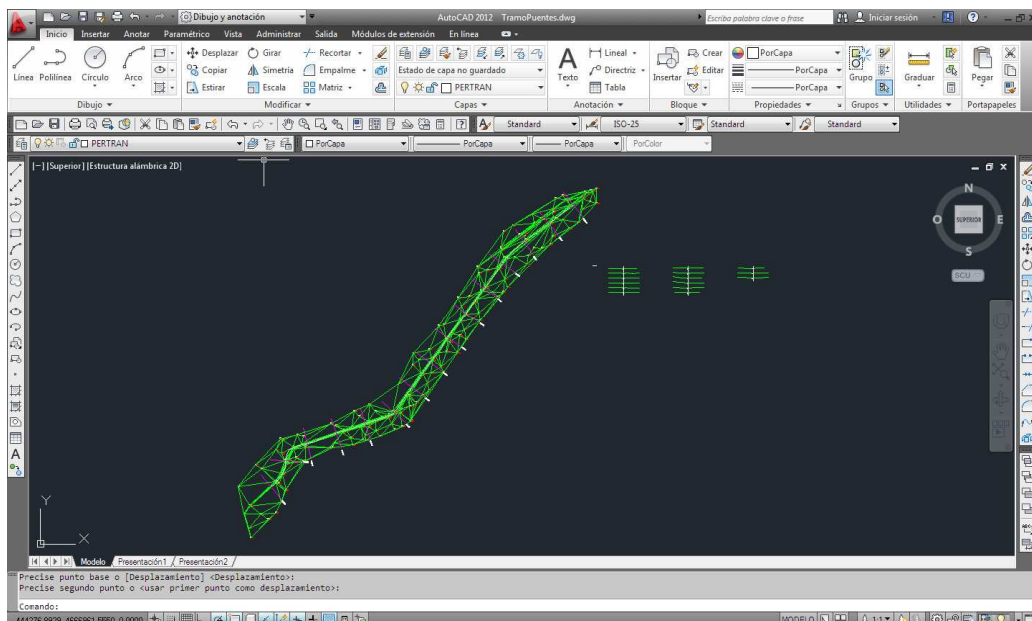 Dibujo y anotación AutoCAD 2012 TramoPuentes.dwg Escriba palabra clave o frase Iniciar sesión
Inicio Insertar Anotar Paramétrico Vista Administrar Salida Módulos de extensión En línea
Línea Polilínea Círculo Arco
Desplazar Girar Recortar
Copiar Simetría Empalme
Estirar Escala Matriz
Estado de capa no guardado
PERTRAN
Texto
Lineal
Directriz
Tabla
Insertar
Crear
Editar
PorCapa
PorCapa
PorCapa
Grupo
Graduar
Pegar
Dibujo Modificar Capas Anotación Bloque Propiedades Grupos Utilidades Portapapeles
Standard ISO-25 Standard Standard
PERTRAN PorCapa PorCapa PorCapa PorColor
[−] [Superior] [Estructura alámbrica 2D]
N
O SUPERIOR E
S
SCU
Y
X
A
Modelo Presentación1 Presentación2
Precise punto base o [Desplazamiento] <Desplazamiento>:
Precise segundo punto o <usar primer punto como desplazamiento>:
Comando:
MODELO 1:1